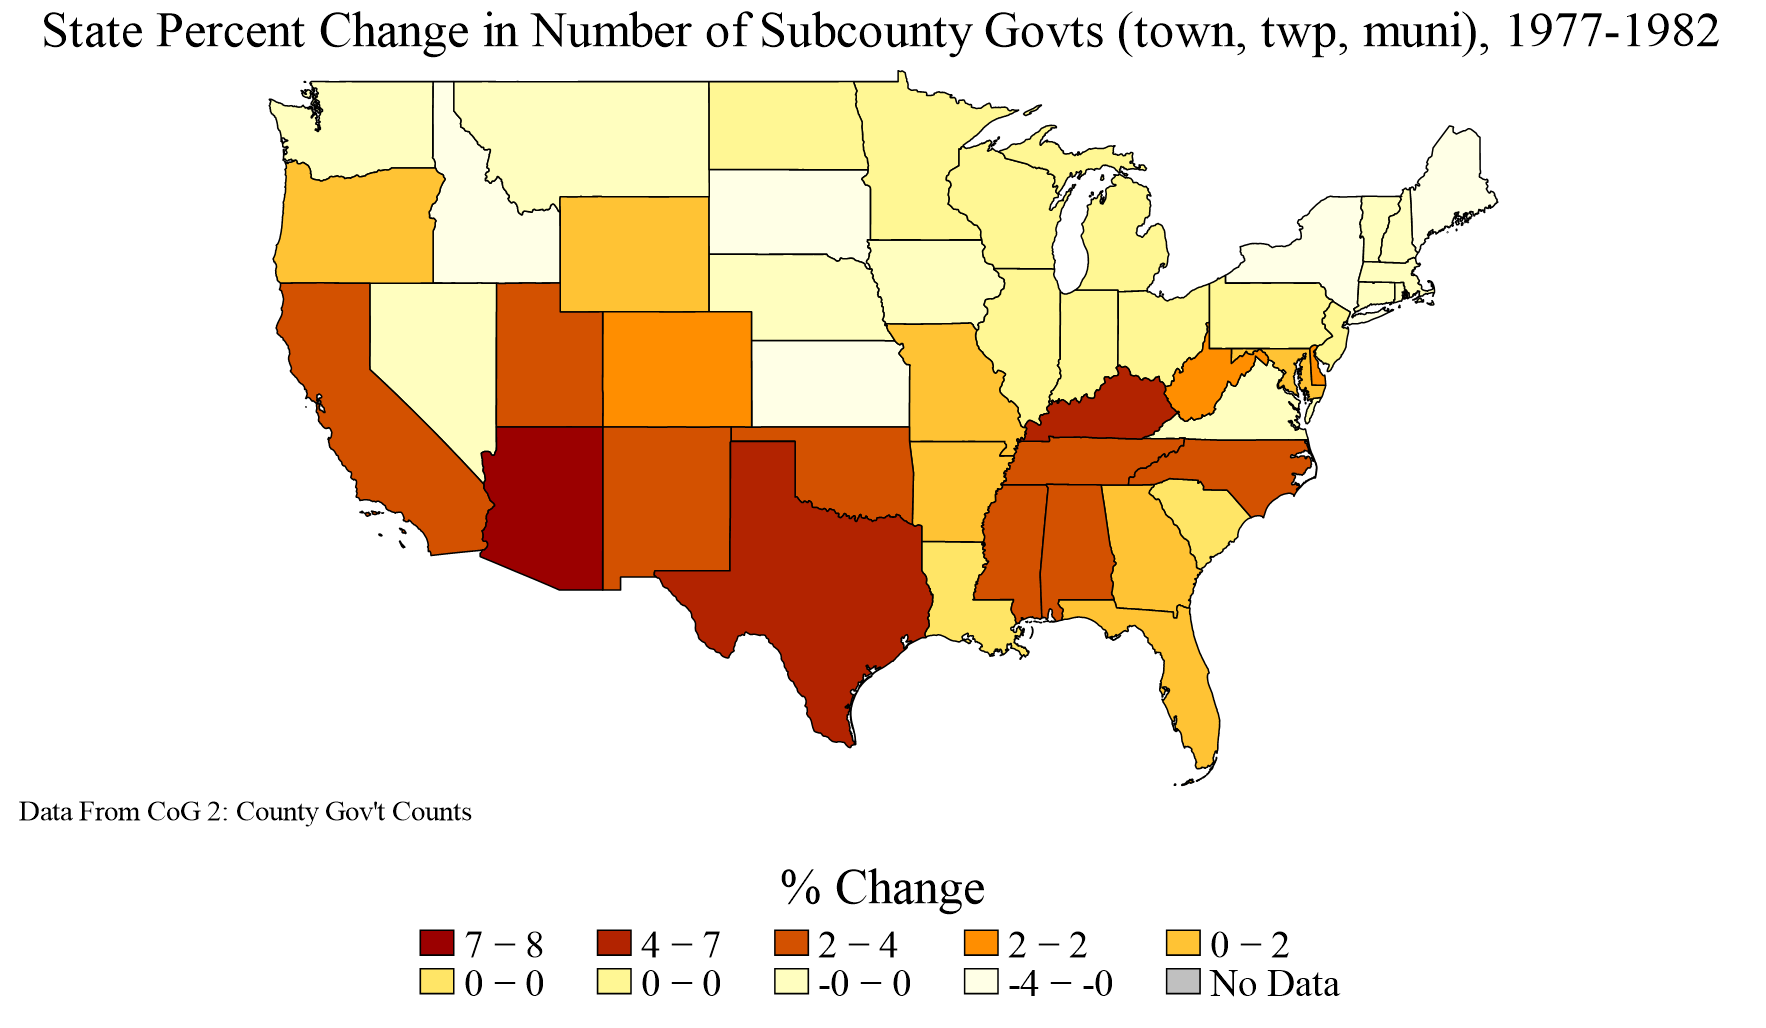 State Percent Change in Number of Subcounty Govts (town, twp, muni), 1977-1982
Data From CoG 2: County Gov't Counts
% Change
7 − 8 4 − 7 2 − 4 2 − 2 0 − 2
0 − 0 0 − 0 -0 − 0 -4 − -0 No Data